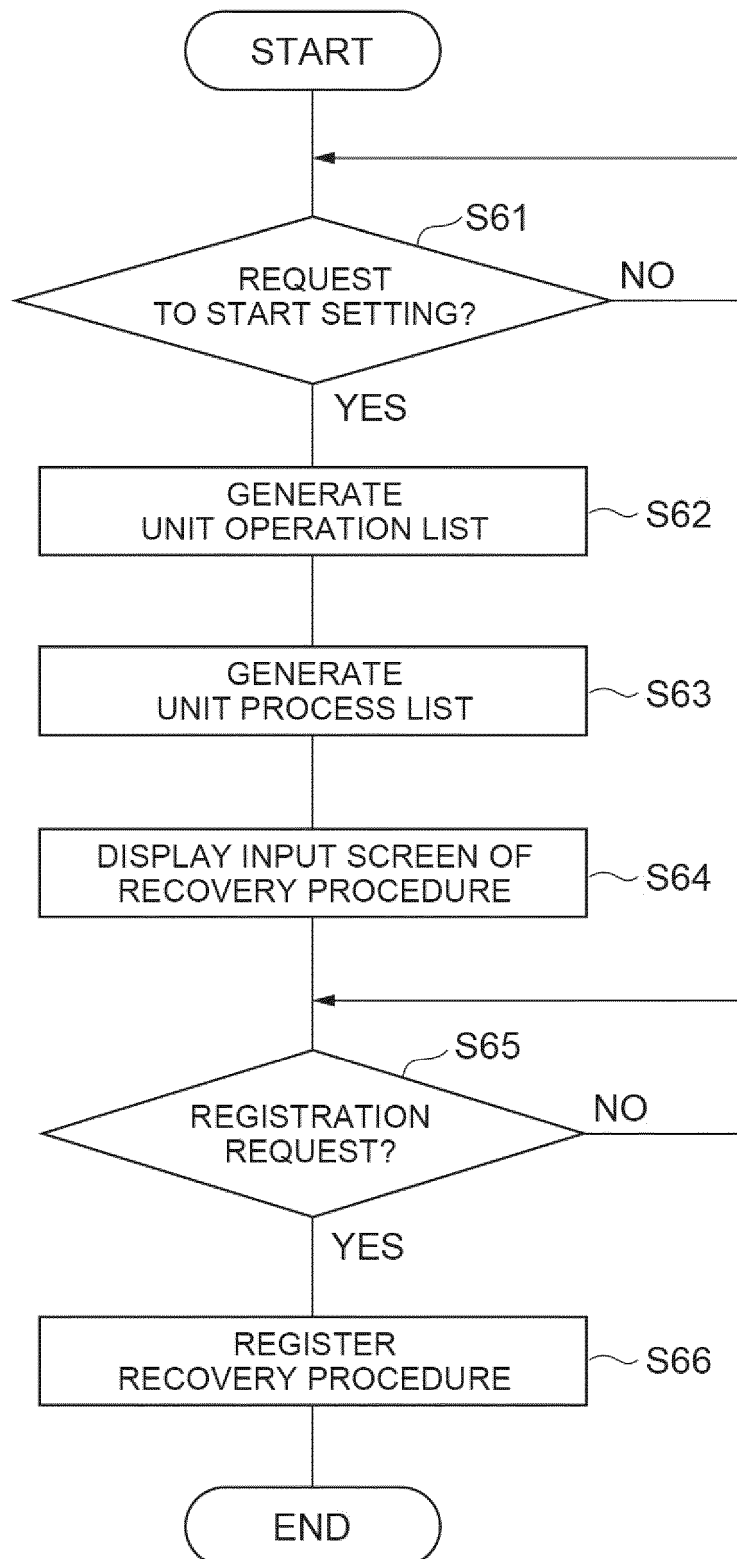 START
S61
REQUEST
TO START SETTING?
NO
YES
GENERATE
UNIT OPERATION LIST
S62
GENERATE
UNIT PROCESS LIST
S63
DISPLAY INPUT SCREEN OF
RECOVERY PROCEDURE
S64
S65
REGISTRATION
REQUEST?
NO
YES
REGISTER
RECOVERY PROCEDURE
S66
END